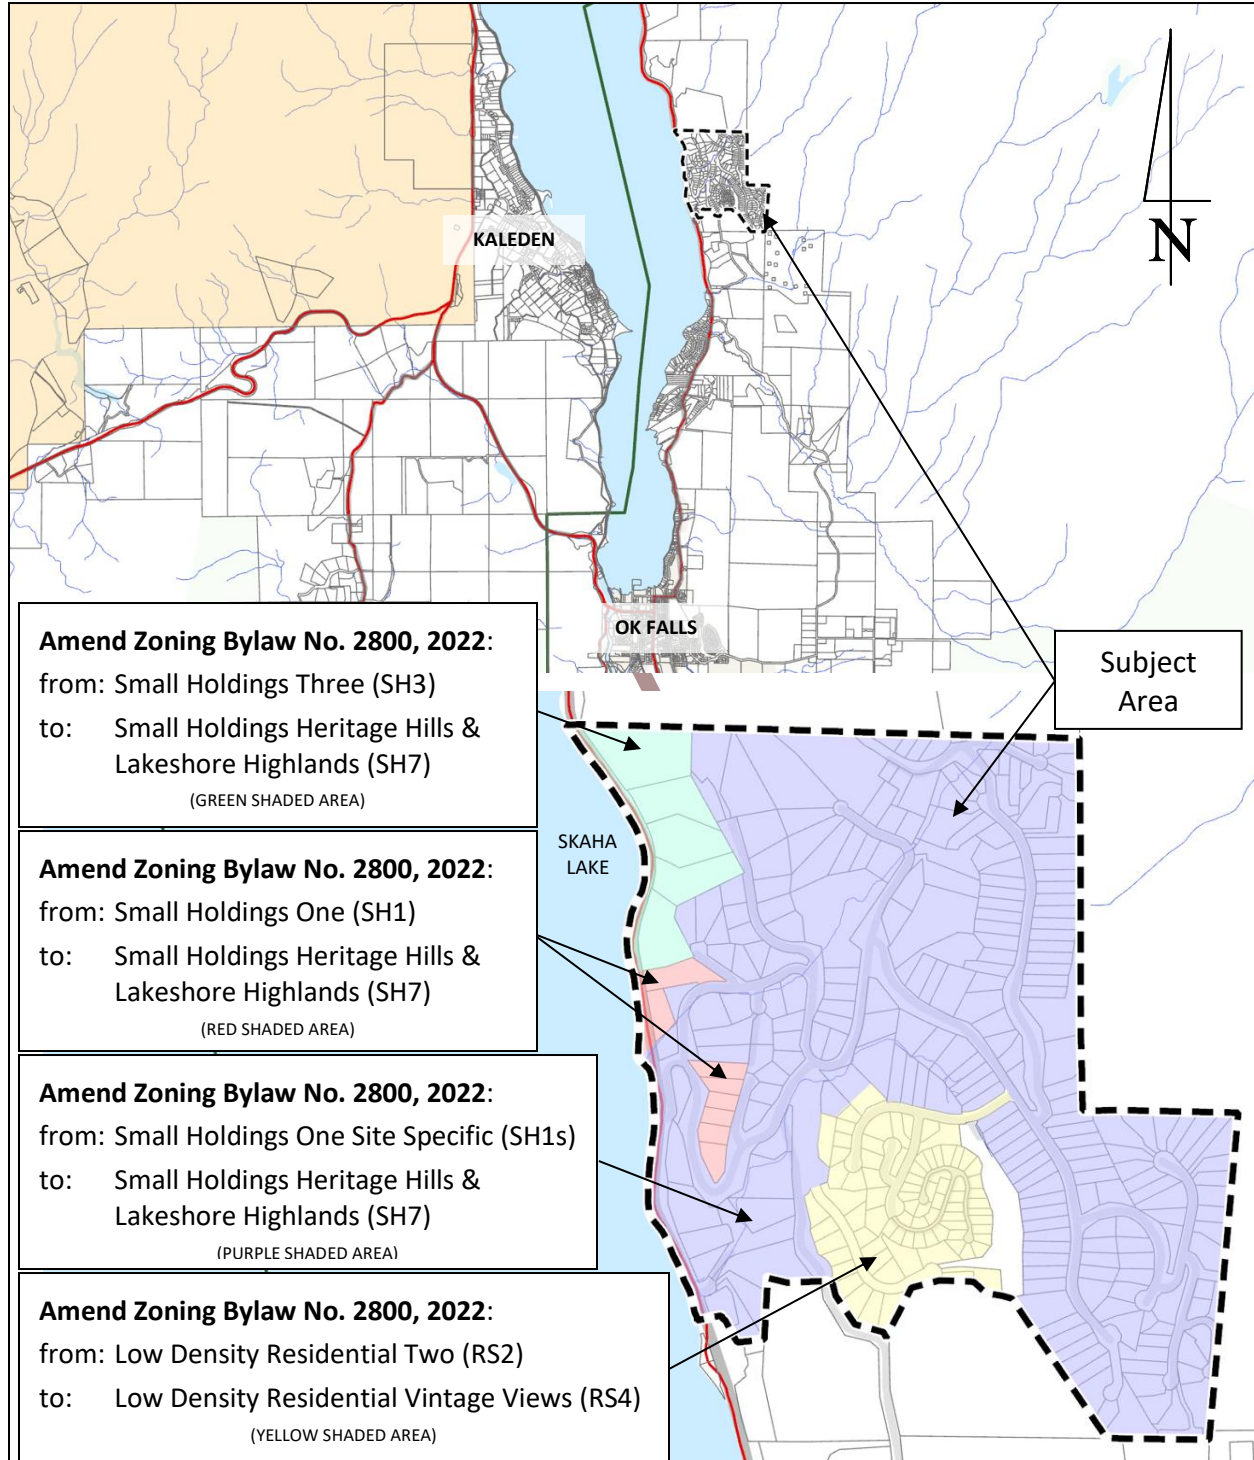 KALEDEN
N
OK FALLS
Subject
Area
Amend Zoning Bylaw No. 2800, 2022:
from: Small Holdings Three (SH3)
to: Small Holdings Heritage Hills &
Lakeshore Highlands (SH7)
(GREEN SHADED AREA)
SKAHA
LAKE
Amend Zoning Bylaw No. 2800, 2022:
from: Small Holdings One (SH1)
to: Small Holdings Heritage Hills &
Lakeshore Highlands (SH7)
(RED SHADED AREA)
Amend Zoning Bylaw No. 2800, 2022:
from: Small Holdings One Site Specific (SH1s)
to: Small Holdings Heritage Hills &
Lakeshore Highlands (SH7)
(PURPLE SHADED AREA)
Amend Zoning Bylaw No. 2800, 2022:
from: Low Density Residential Two (RS2)
to: Low Density Residential Vintage Views (RS4)
(YELLOW SHADED AREA)